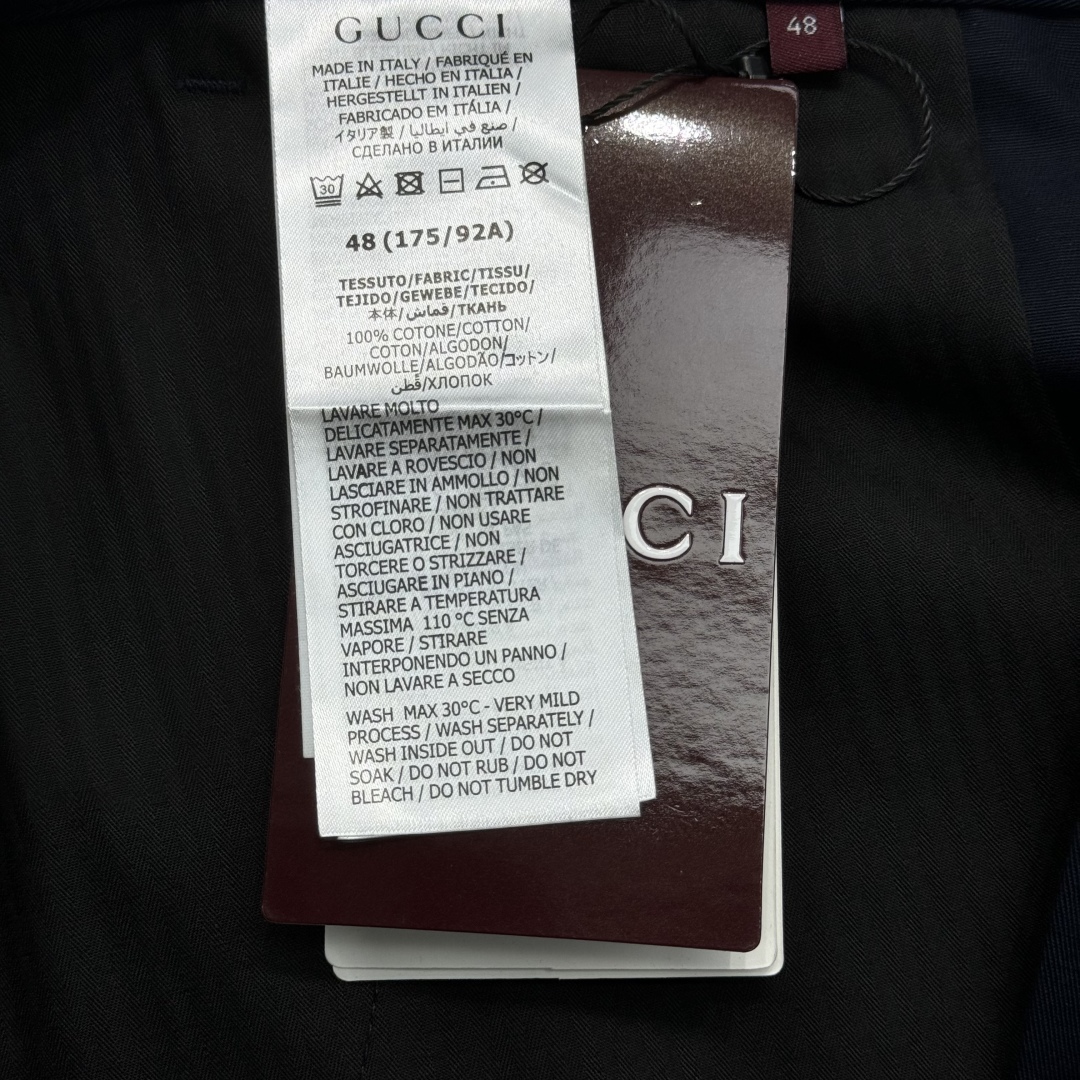 GUCCI
MADE IN ITALY / FABRIQUÉ EN
ITALIE / HECHO EN ITALIA /
HERGESTELLT IN ITALIEN /
FABRICADO EM ITÁLIA /
イタリア製 / صنع في ايطاليا /
СДЕЛАНО В ИТАЛИИ
30
48 (175/92A)
TESSUTO/FABRIC/TISSU/
TEJIDO/GEWEBE/TECIDO/
本体/قماش/ТКАНЬ
100% COTONE/COTTON/
COTON/ALGODON/
BAUMWOLLE/ALGODÃO/コットン/
قطن/ХЛОПОК
LAVARE MOLTO
DELICATAMENTE MAX 30°C /
LAVARE SEPARATAMENTE /
LAVARE A ROVESCIO / NON
LASCIARE IN AMMOLLO / NON
STROFINARE / NON TRATTARE
CON CLORO / NON USARE
ASCIUGATRICE / NON
TORCERE O STRIZZARE /
ASCIUGARE IN PIANO /
STIRARE A TEMPERATURA
MASSIMA 110 °C SENZA
VAPORE / STIRARE
INTERPONENDO UN PANNO /
NON LAVARE A SECCO
WASH MAX 30°C - VERY MILD
PROCESS / WASH SEPARATELY /
WASH INSIDE OUT / DO NOT
SOAK / DO NOT RUB / DO NOT
BLEACH / DO NOT TUMBLE DRY
48
CI